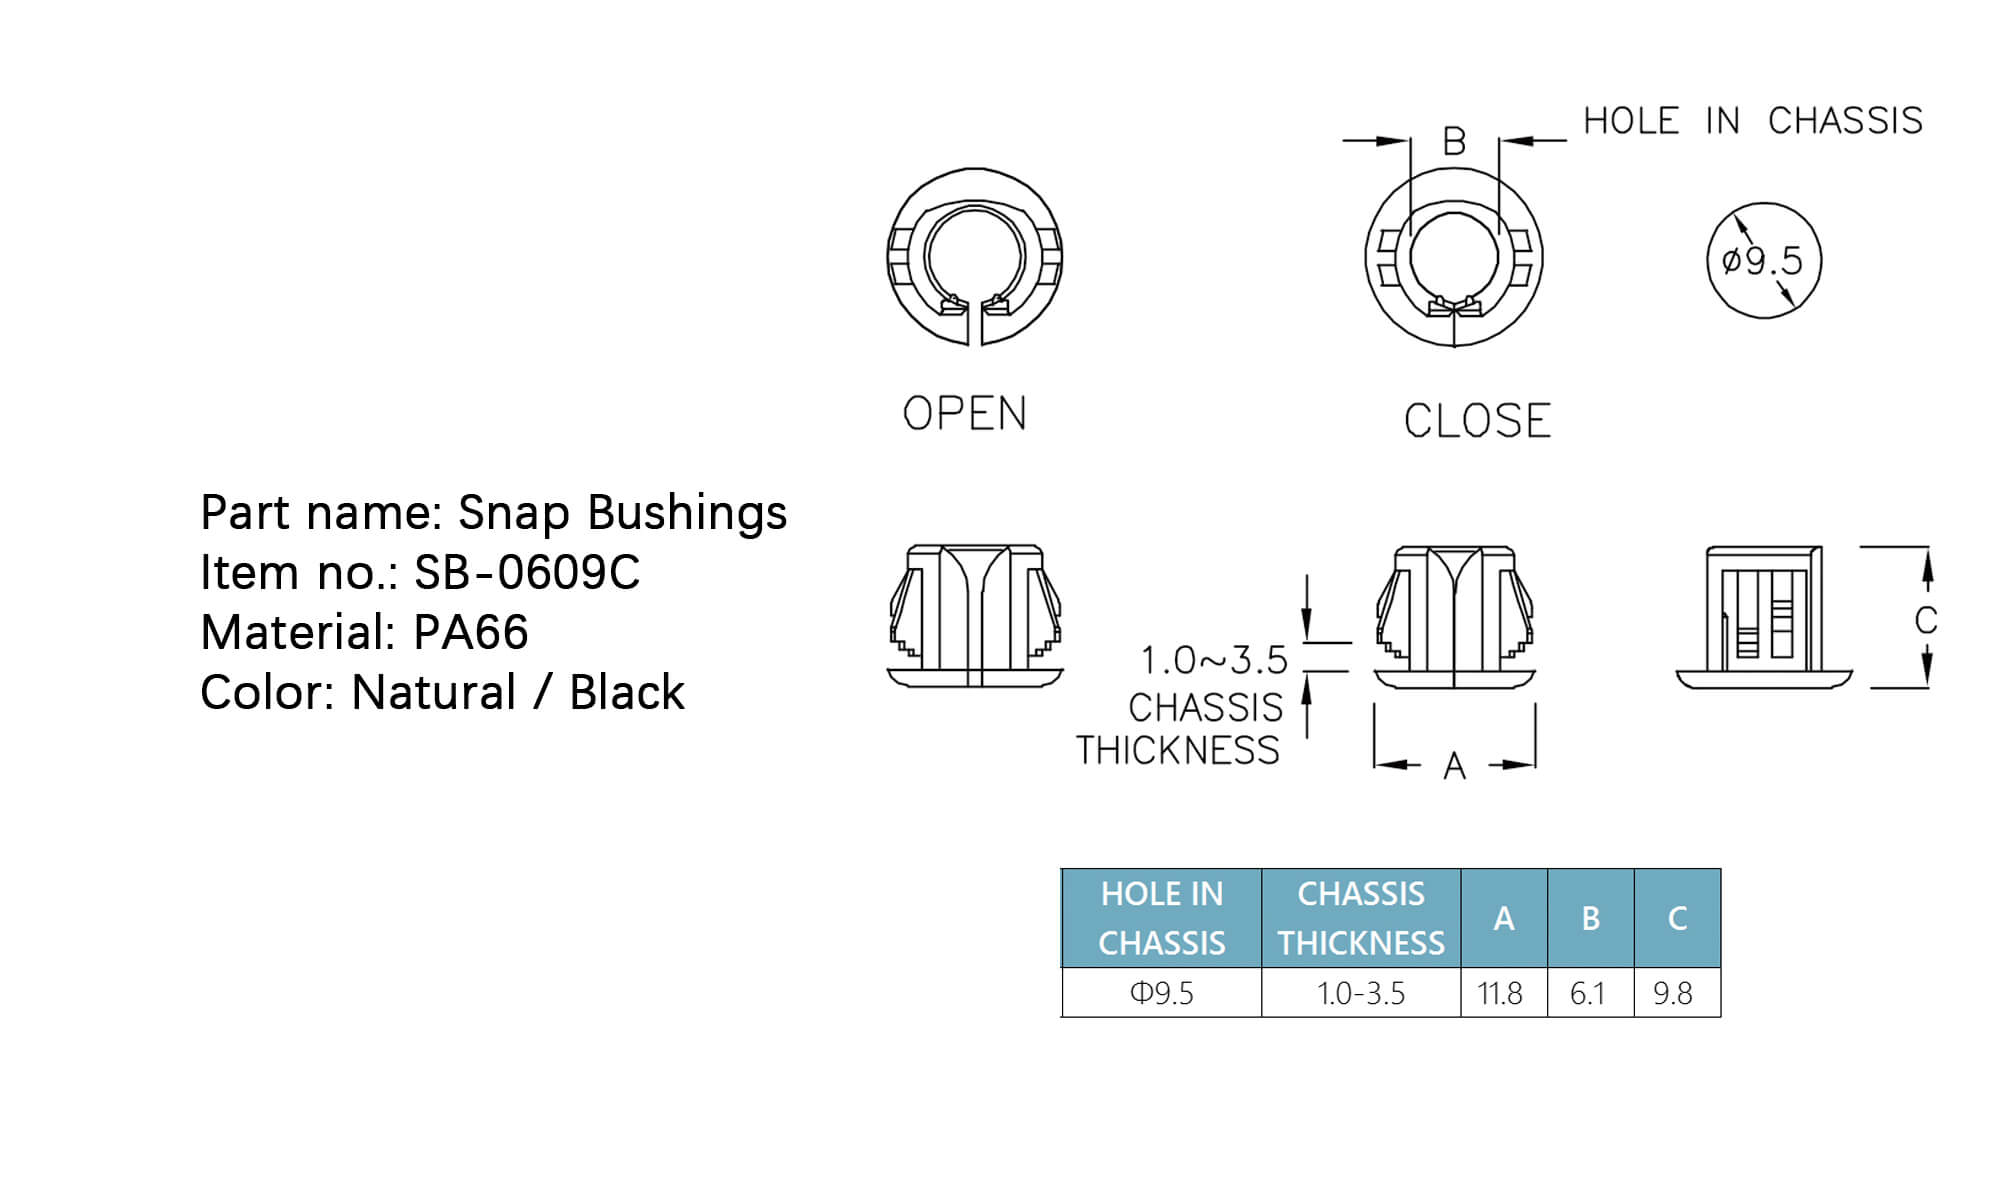 HOLE IN CHASSIS
B
ø9.5
OPEN
CLOSE
Part name: Snap Bushings
Item no.: SB-0609C
Material: PA66
Color: Natural / Black
1.0~3.5
CHASSIS
THICKNESS
A
C
HOLE IN CHASSIS
CHASSIS THICKNESS
A
B
C
Φ9.5
1.0-3.5
11.8
6.1
9.8